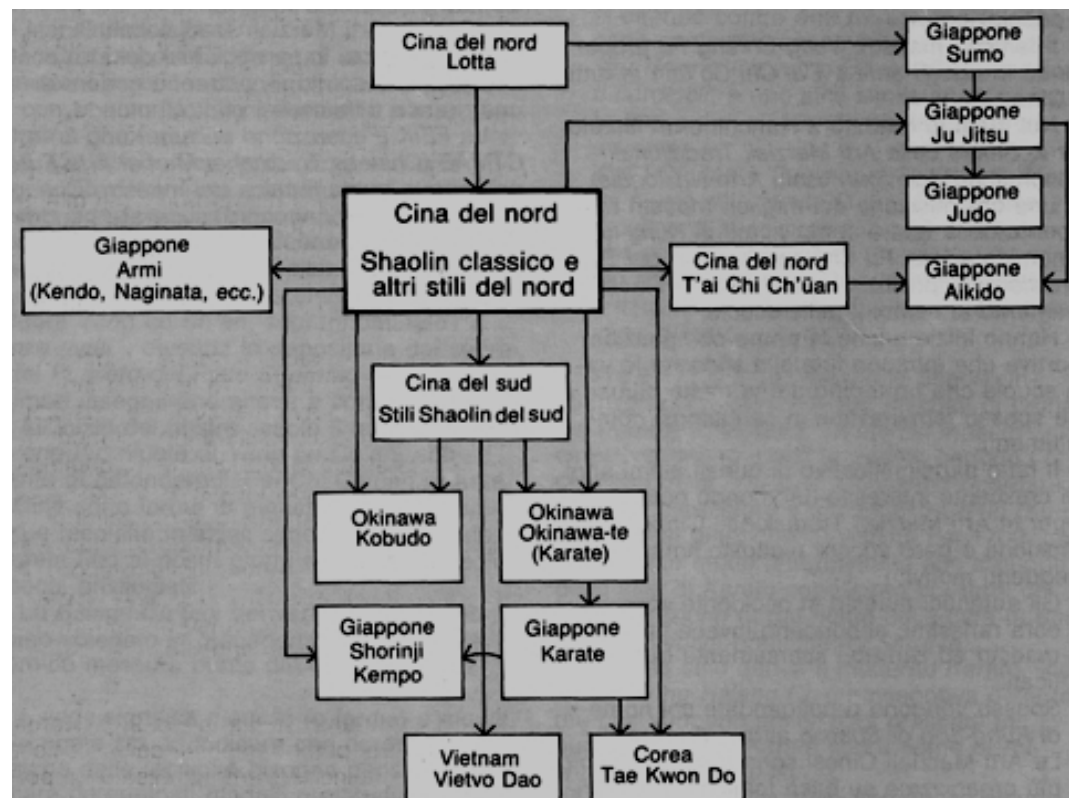 Cina del nord
Lotta
Giappone
Sumo
Giappone
Ju Jitsu
Giappone
Judo
Cina del nord
Shaolin classico e
altri stili del nord
Giappone
Armi
(Kendo, Naginata, ecc.)
Cina del nord
T'ai Chi Ch'üan
Giappone
Aikido
Cina del sud
Stili Shaolin del sud
Okinawa
Kobudo
Okinawa
Okinawa-te
(Karate)
Giappone
Shorinji
Kempo
Giappone
Karate
Vietnam
Vietvo Dao
Corea
Tae Kwon Do